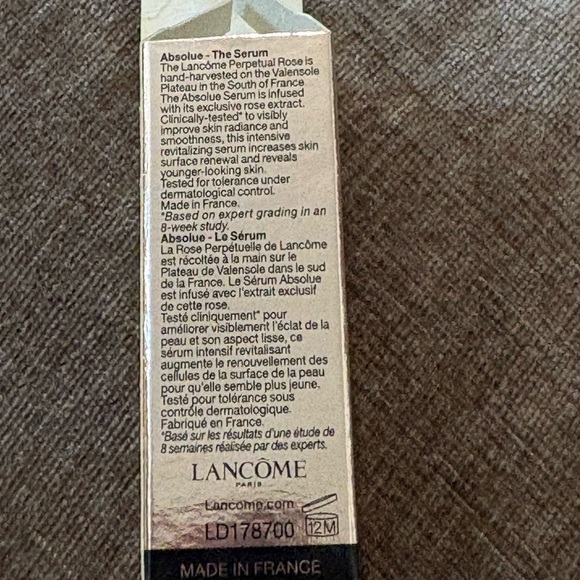 Absolue - The Serum
The Lancôme Perpetual Rose is
hand-harvested on the Valensole
Plateau in the South of France
The Absolue Serum is infused
with its exclusive rose extract.
Clinically-tested* to visibly
improve skin radiance and
smoothness, this intensive
revitalizing serum increases skin
surface renewal and reveals
younger-looking skin.
Tested for tolerance under
dermatological control.
Made in France.
*Based on expert grading in an
8-week study.
Absolue - Le Sérum
La Rose Perpétuelle de Lancôme
est récoltée à la main sur le
Plateau de Valensole dans le sud
de la France. Le Sérum Absolue
est infusé avec l'extrait exclusif
de cette rose.
Testé cliniquement* pour
améliorer visiblement l'éclat de la
peau et son aspect lisse, ce
sérum intensif revitalisant
augmente le renouvellement des
cellules de la surface de la peau
pour qu'elle semble plus jeune.
Testé pour tolérance sous
contrôle dermatologique.
Fabriqué en France.
*Basé sur les résultats d'une étude de
8 semaines réalisée par des experts.
LANCÔME
PARIS
Lancome.com
LD178700 12M
MADE IN FRANCE